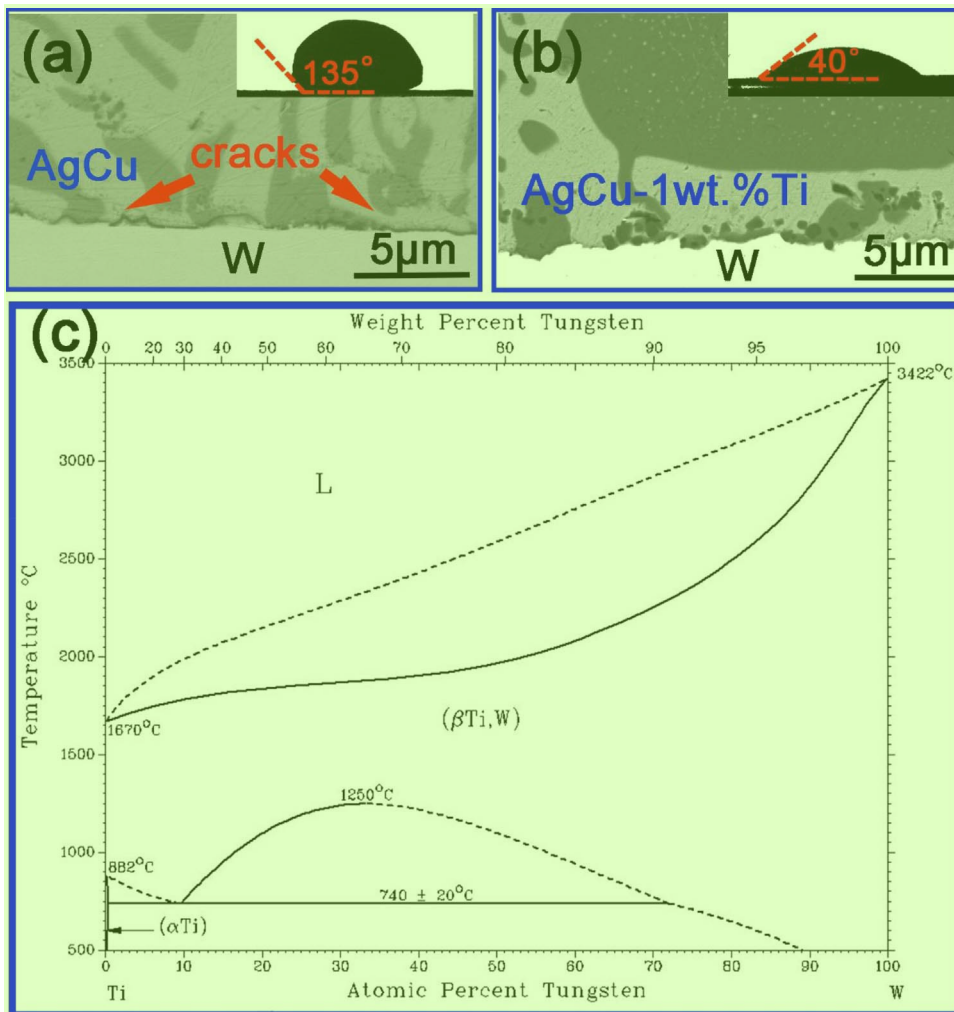 (a)
135°
AgCu
cracks
W
5μm
(b)
40°
AgCu-1wt.%Ti
W
5μm
(c)
Weight Percent Tungsten
0 20 30 40 50 60 70 80 90 95 100
3500
3422°C
3000
L
2500
2000
1670°C
(βTi,W)
1500
1250°C
1000
882°C
740 ± 20°C
(αTi)
500
Temperature °C
0 10 20 30 40 50 60 70 80 90 100
Ti
Atomic Percent Tungsten
W